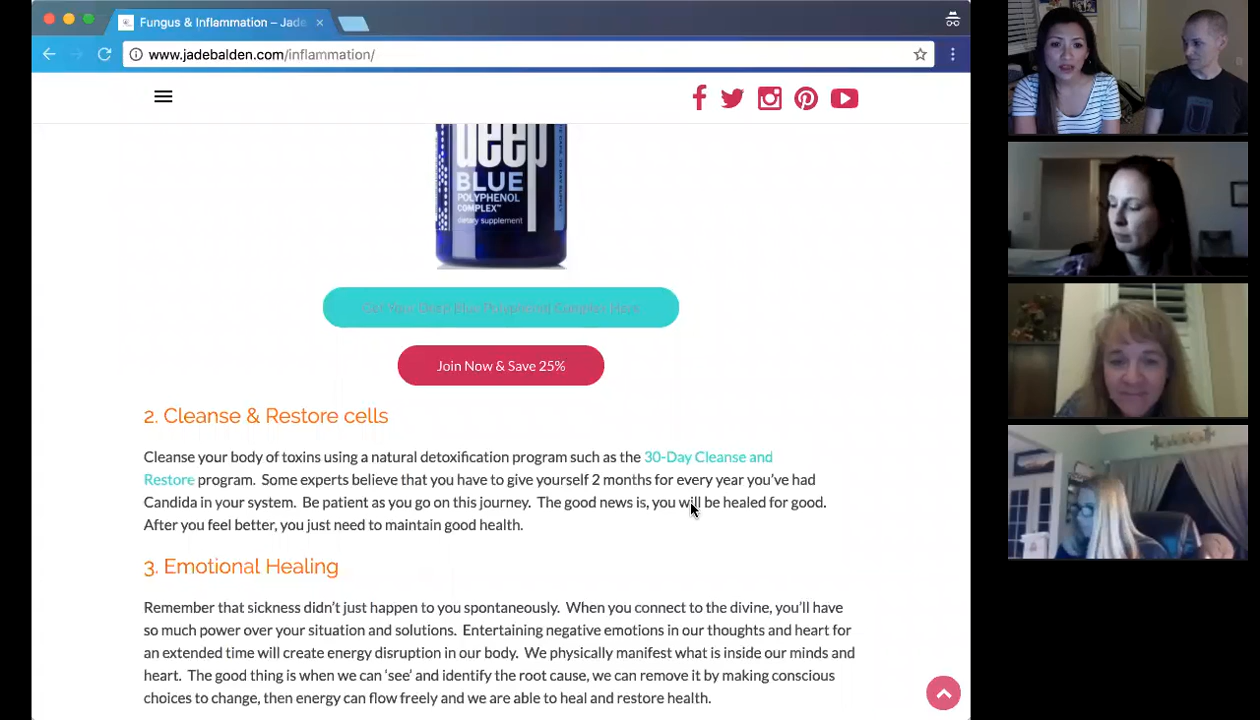 Fungus & Inflammation – Jade
www.jadebalden.com/inflammation/
deep
BLUE
POLYPHENOL
COMPLEX™
dietary supplement
Get Your Deep Blue Polyphenol Complex Here
Join Now & Save 25%
2. Cleanse & Restore cells
Cleanse your body of toxins using a natural detoxification program such as the 30-Day Cleanse and
Restore program. Some experts believe that you have to give yourself 2 months for every year you've had
Candida in your system. Be patient as you go on this journey. The good news is, you will be healed for good.
After you feel better, you just need to maintain good health.
3. Emotional Healing
Remember that sickness didn't just happen to you spontaneously. When you connect to the divine, you'll have
so much power over your situation and solutions. Entertaining negative emotions in our thoughts and heart for
an extended time will create energy disruption in our body. We physically manifest what is inside our minds and
heart. The good thing is when we can 'see' and identify the root cause, we can remove it by making conscious
choices to change, then energy can flow freely and we are able to heal and restore health.